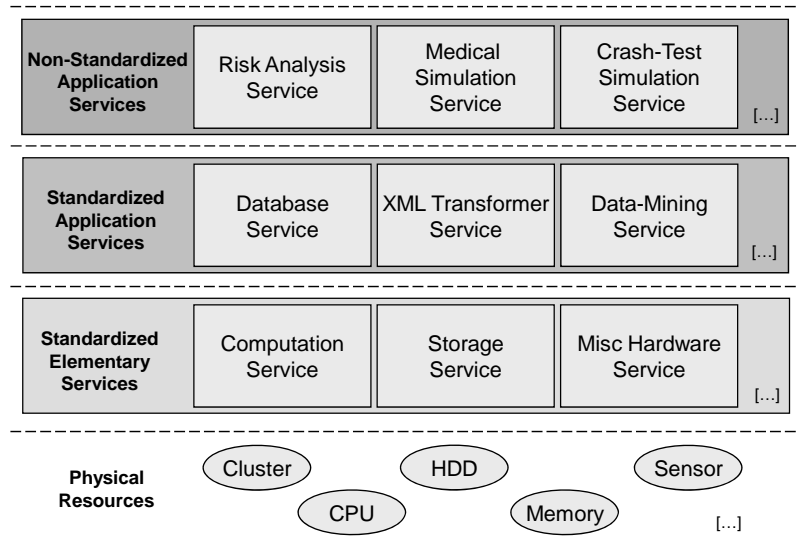 Non-Standardized
Application
Services
Risk Analysis
Service
Medical
Simulation
Service
Crash-Test
Simulation
Service
[…]
Standardized
Application
Services
Database
Service
XML Transformer
Service
Data-Mining
Service
[…]
Standardized
Elementary
Services
Computation
Service
Storage
Service
Misc Hardware
Service
[…]
Physical
Resources
Cluster
HDD
Sensor
CPU
Memory
[…]